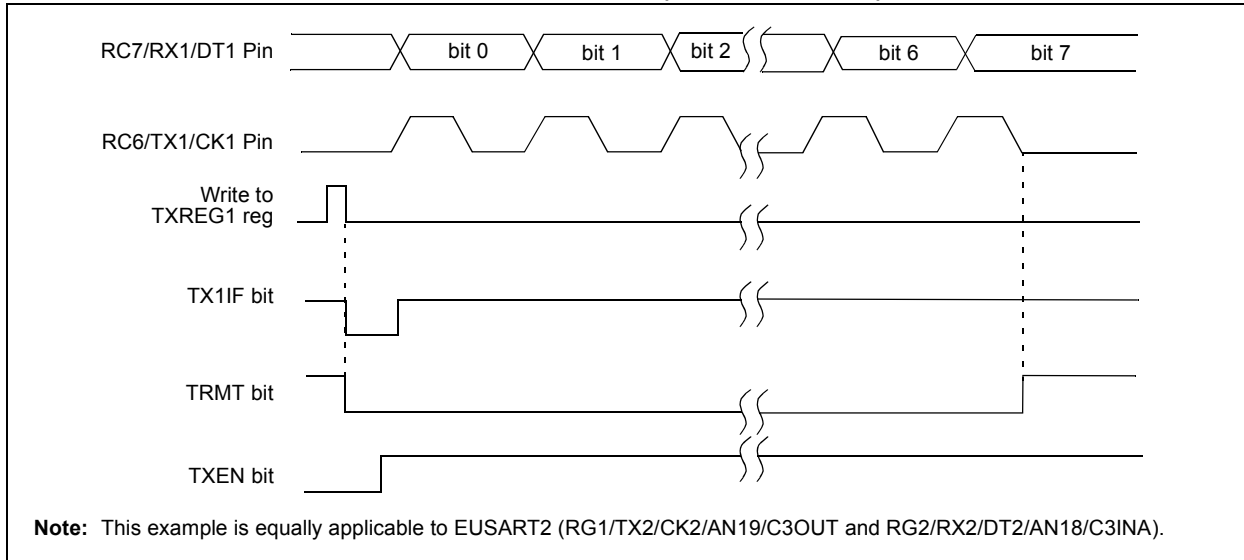 RC7/RX1/DT1 Pin
bit 0
bit 1
bit 2
bit 6
bit 7
RC6/TX1/CK1 Pin
Write to
TXREG1 reg
TX1IF bit
TRMT bit
TXEN bit
Note: This example is equally applicable to EUSART2 (RG1/TX2/CK2/AN19/C3OUT and RG2/RX2/DT2/AN18/C3INA).